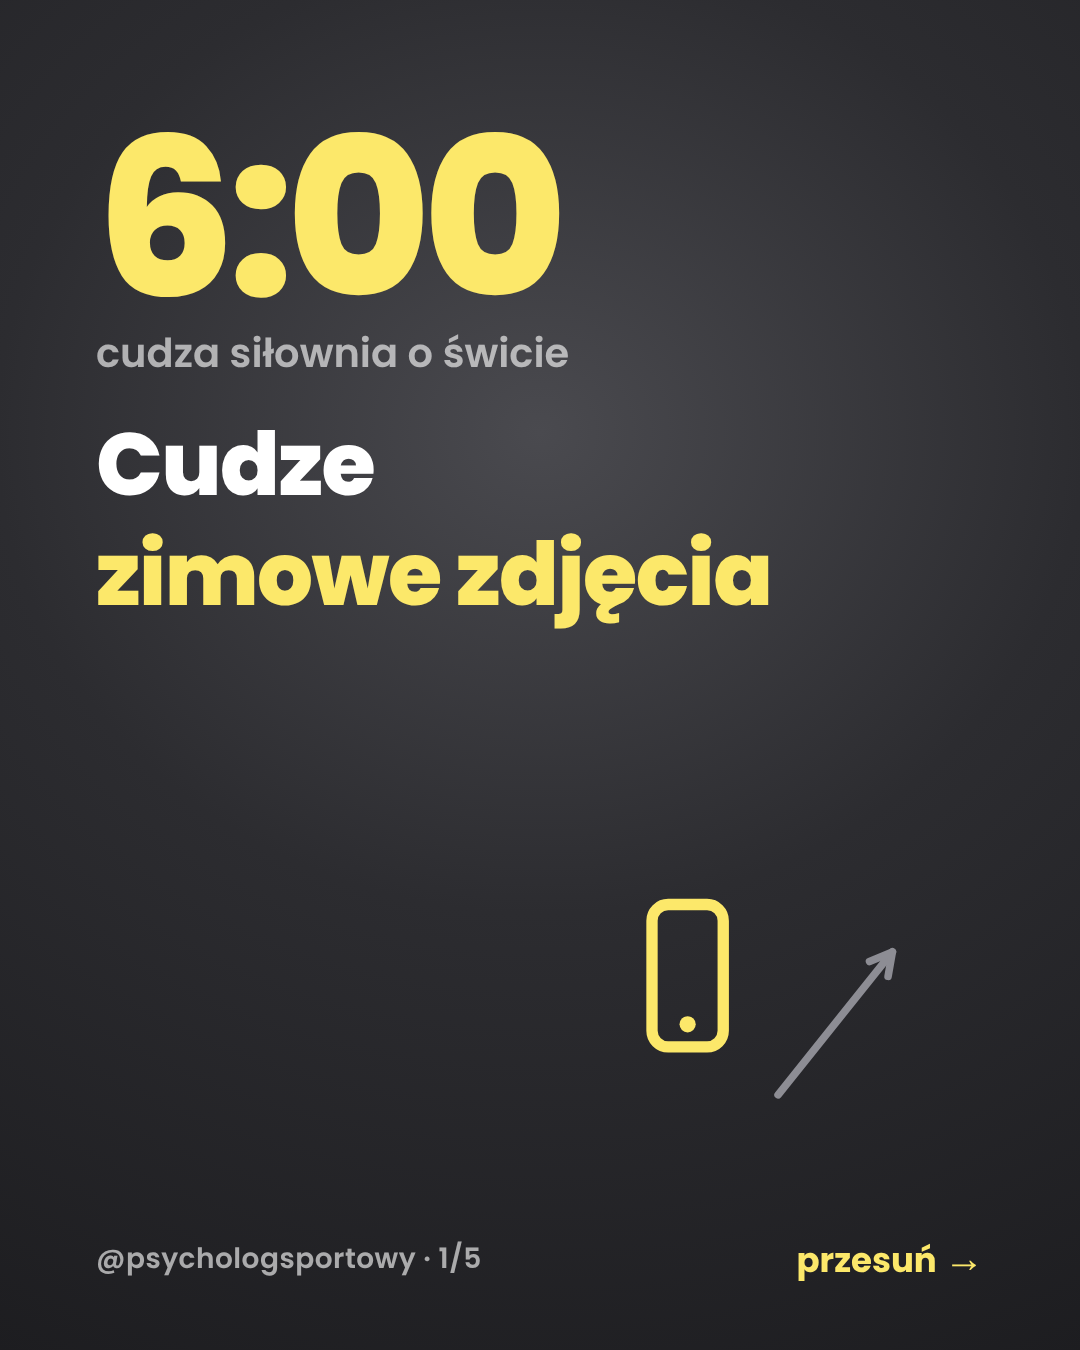 6:00
cudza siłownia o świcie
Cudze
zimowe zdjęcia
@psychologsportowy · 1/5
przesuń →